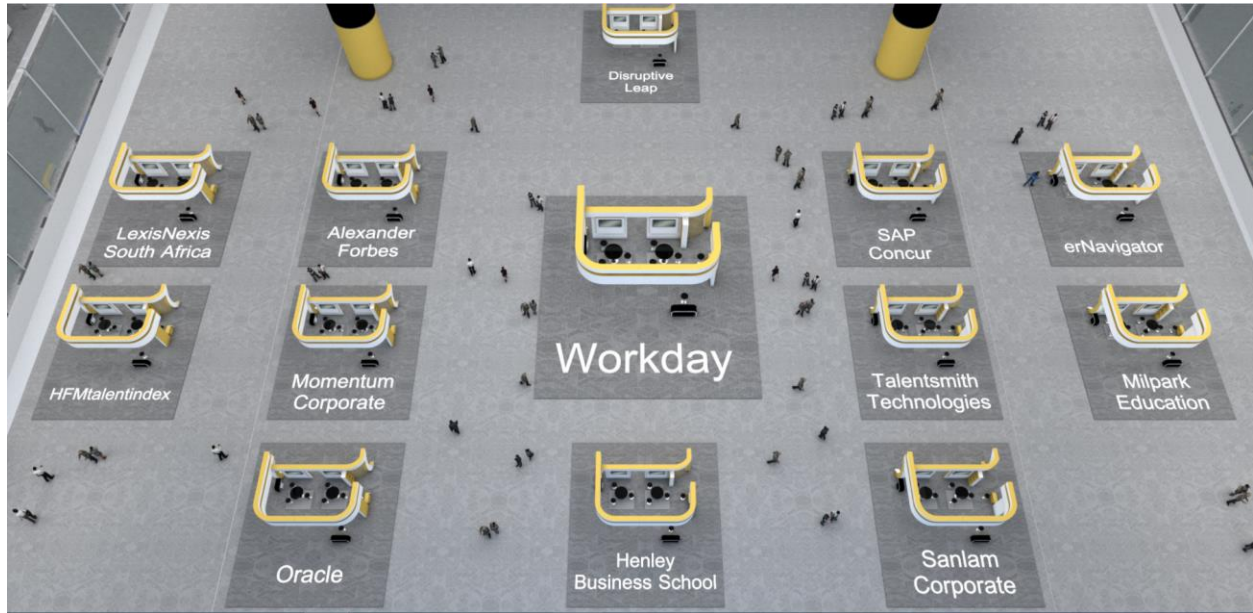 Disruptive
Leap
LexisNexis
South Africa
Alexander
Forbes
SAP
Concur
erNavigator
Workday
HFMtalentindex
Momentum
Corporate
Talentsmith
Technologies
Milpark
Education
Oracle
Henley
Business School
Sanlam
Corporate